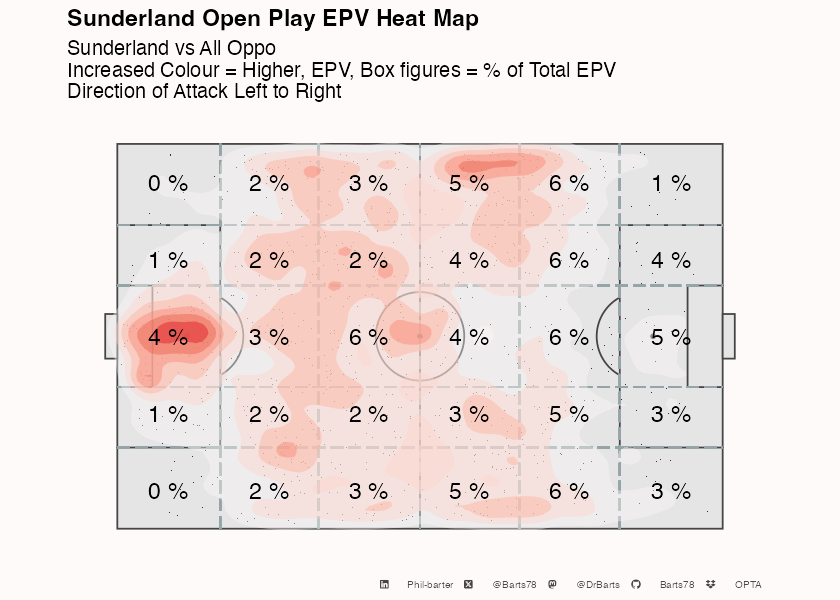 Sunderland Open Play EPV Heat Map
Sunderland vs All Oppo
Increased Colour = Higher, EPV, Box figures = % of Total EPV
Direction of Attack Left to Right
0 % 2 % 3 % 5 % 6 % 1 %
1 % 2 % 2 % 4 % 6 % 4 %
4 % 3 % 6 % 4 % 6 % 5 %
1 % 2 % 2 % 3 % 5 % 3 %
0 % 2 % 3 % 5 % 6 % 3 %
Phil-barter @Barts78 @DrBarts Barts78 OPTA